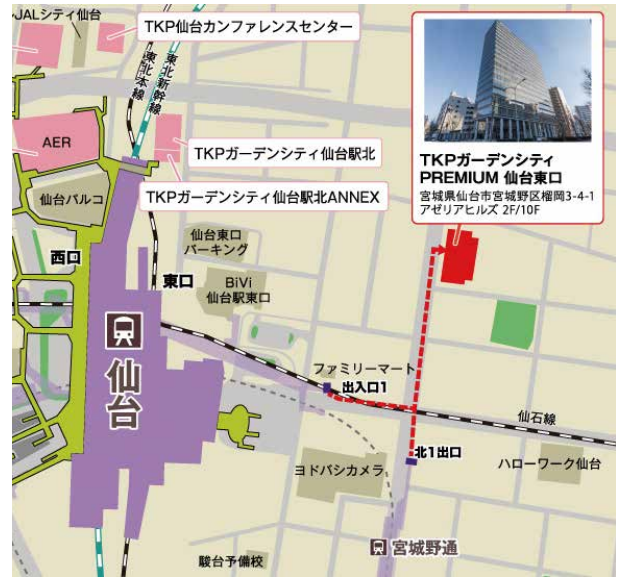 JALシティ仙台
TKP仙台カンファレンスセンター
東北新幹線
東北本線
AER
TKPガーデンシティ仙台駅北
TKPガーデンシティ仙台駅北ANNEX
仙台パルコ
TKPガーデンシティ
PREMIUM 仙台東口
宮城県仙台市宮城野区榴岡3-4-1
アゼリアヒルズ 2F/10F
西口
東口
仙台東口
パーキング
BiVi
仙台駅東口
仙台
ファミリーマート
出入口1
仙石線
北1出口
ヨドバシカメラ
ハローワーク仙台
宮城野通
駿台予備校